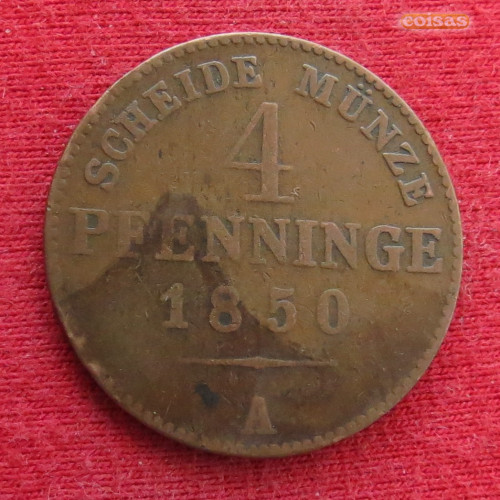 eoisas
SCHEIDE MÜNZE
4
PFENNINGE
1850
A